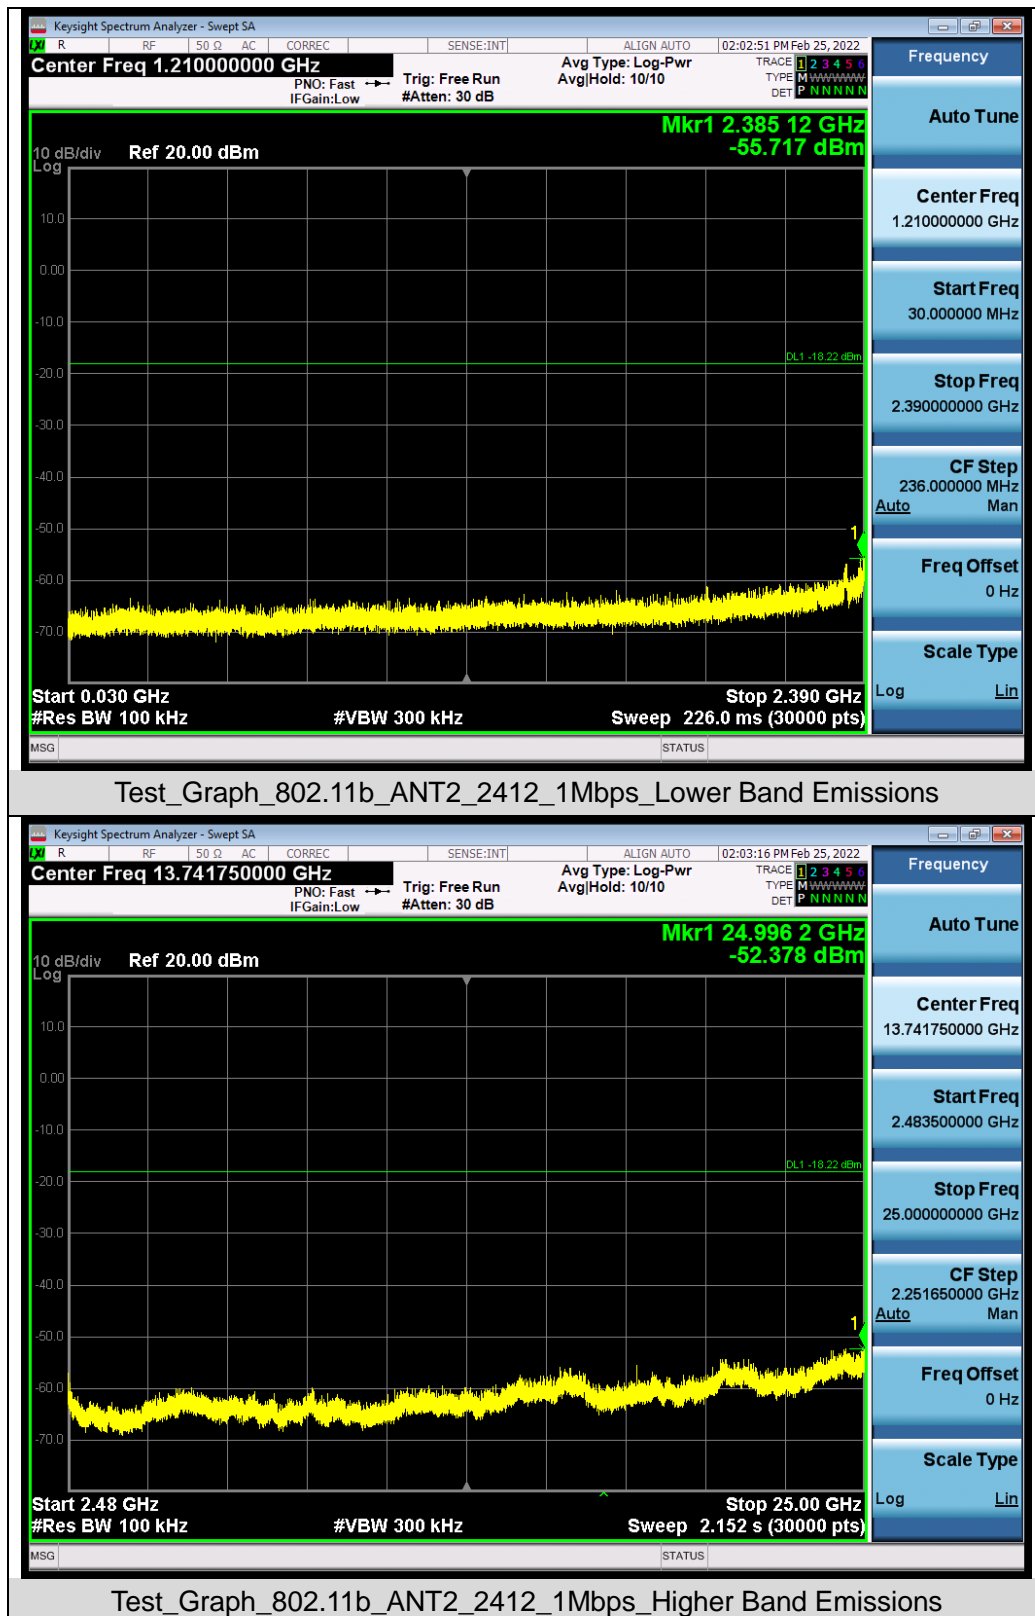 Keysight Spectrum Analyzer - Swept SA
LXI R RF 50 Ω AC CORREC SENSE:INT ALIGN AUTO 02:02:51 PM Feb 25, 2022
Center Freq 1.210000000 GHz
PNO: Fast
IFGain:Low
Trig: Free Run
#Atten: 30 dB
Avg Type: Log-Pwr
Avg|Hold: 10/10
TRACE 1 2 3 4 5 6
TYPE M WWWWW
DET P N N N N N
Mkr1 2.385 12 GHz
-55.717 dBm
10 dB/div Ref 20.00 dBm
Log
10.0
0.00
-10.0
DL1 -18.22 dBm
-20.0
-30.0
-40.0
-50.0
1
-60.0
-70.0
Start 0.030 GHz Stop 2.390 GHz
#Res BW 100 kHz #VBW 300 kHz Sweep 226.0 ms (30000 pts)
MSG STATUS
Frequency
Auto Tune
Center Freq
1.210000000 GHz
Start Freq
30.000000 MHz
Stop Freq
2.390000000 GHz
CF Step
236.000000 MHz
Auto Man
Freq Offset
0 Hz
Scale Type
Log Lin
Test_Graph_802.11b_ANT2_2412_1Mbps_Lower Band Emissions
Keysight Spectrum Analyzer - Swept SA
LXI R RF 50 Ω AC CORREC SENSE:INT ALIGN AUTO 02:03:16 PM Feb 25, 2022
Center Freq 13.741750000 GHz
PNO: Fast
IFGain:Low
Trig: Free Run
#Atten: 30 dB
Avg Type: Log-Pwr
Avg|Hold: 10/10
TRACE 1 2 3 4 5 6
TYPE M WWWWW
DET P N N N N N
Mkr1 24.996 2 GHz
-52.378 dBm
10 dB/div Ref 20.00 dBm
Log
10.0
0.00
-10.0
DL1 -18.22 dBm
-20.0
-30.0
-40.0
1
-50.0
-60.0
-70.0
Start 2.48 GHz Stop 25.00 GHz
#Res BW 100 kHz #VBW 300 kHz Sweep 2.152 s (30000 pts)
MSG STATUS
Frequency
Auto Tune
Center Freq
13.741750000 GHz
Start Freq
2.483500000 GHz
Stop Freq
25.000000000 GHz
CF Step
2.251650000 GHz
Auto Man
Freq Offset
0 Hz
Scale Type
Log Lin
Test_Graph_802.11b_ANT2_2412_1Mbps_Higher Band Emissions